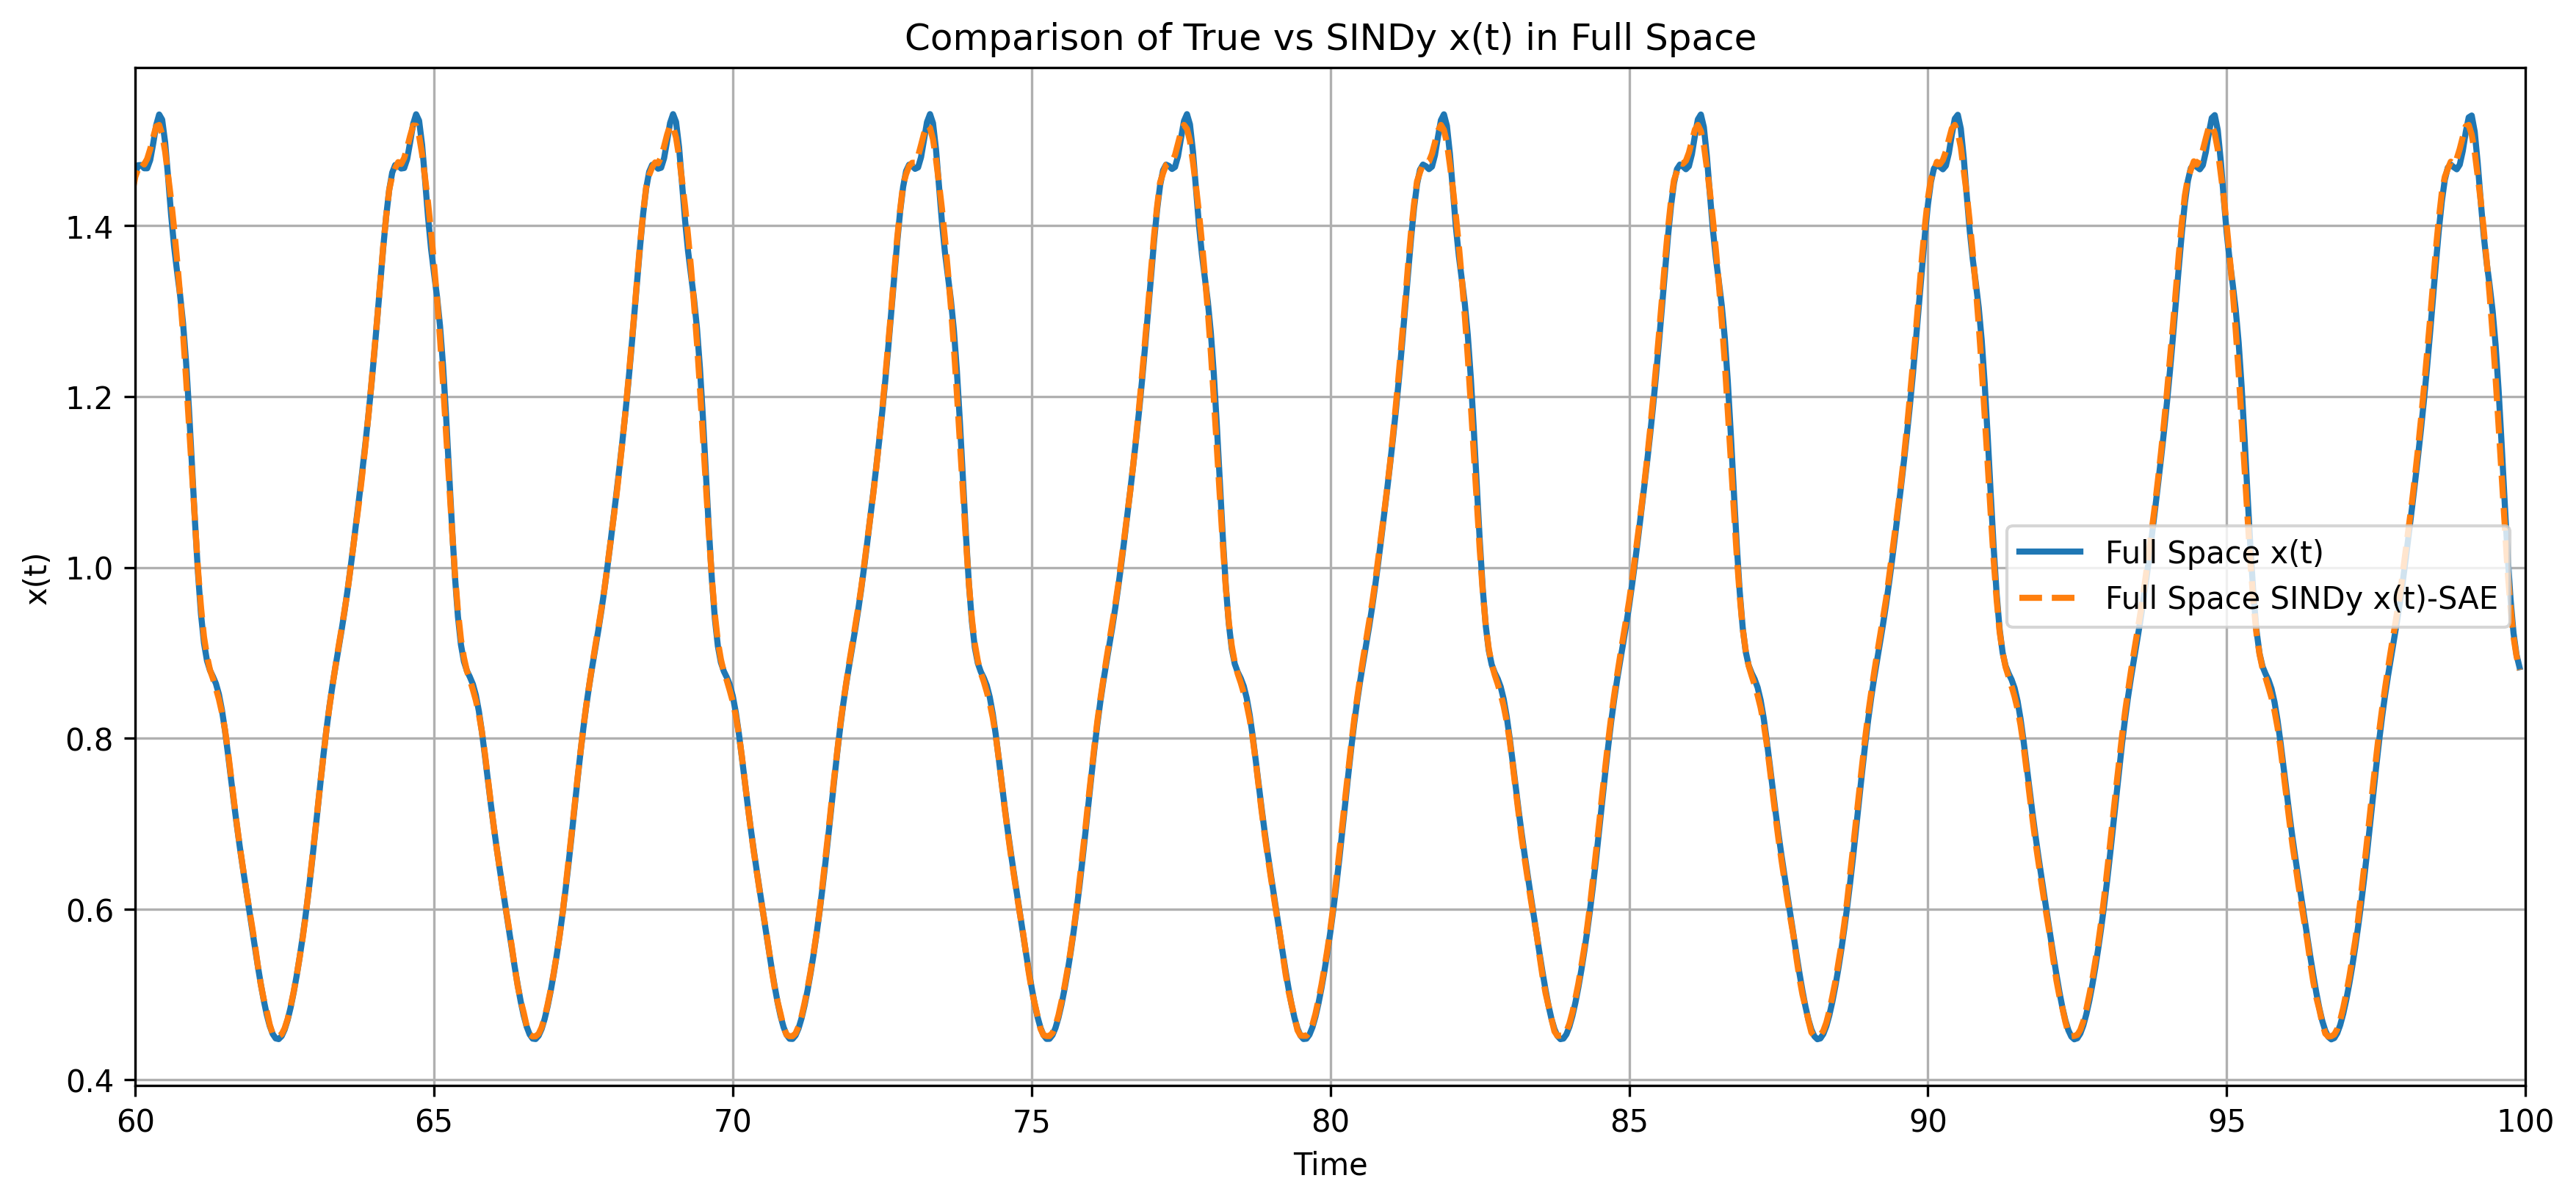 Comparison of True vs SINDy x(t) in Full Space
x(t)
1.4
1.2
1.0
0.8
0.6
0.4
Full Space x(t)
Full Space SINDy x(t)-SAE
60 65 70 75 80 85 90 95 100
Time